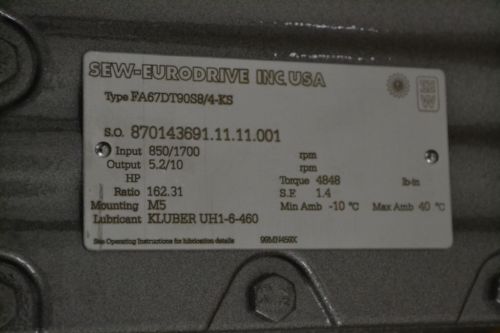 SEW-EURODRIVE INC. USA
Type FA67DT90S8/4-KS
SEW
S.O. 870143691.11.11.001
Input 850/1700 rpm
Output 5.2/10 rpm
HP Torque 4848 lb-in
Ratio 162.31 S.F. 1.4
Mounting M5 Min Amb -10 °C Max Amb 40 °C
Lubricant KLUBER UH1-6-460
See Operating Instructions for lubrication details